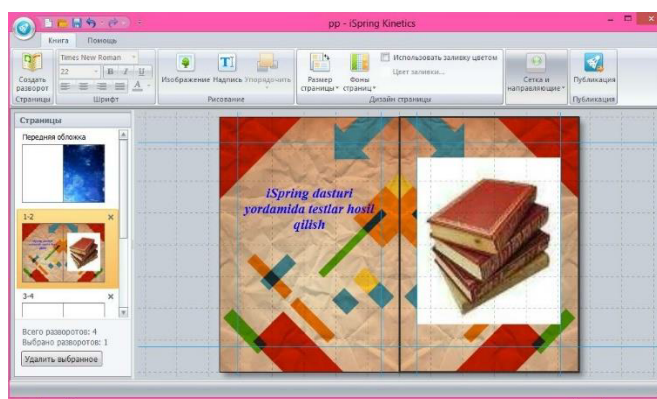 pp - iSpring Kinetics
Книга Помощь
Создать разворот
Times New Roman
22
Ж К Ч
Изображение Надпись Упорядочить
Размер страницы
Фоны страниц
Использовать заливку цветом
Цвет заливки...
Сетка и направляющие
Публикация
Страницы Шрифт Рисование Дизайн страницы Публикация
Страницы
Передняя обложка
1-2
3-4
Всего разворотов: 4
Выбрано разворотов: 1
Удалить выбранное
iSpring dasturi
yordamida testlar hosil
qilish